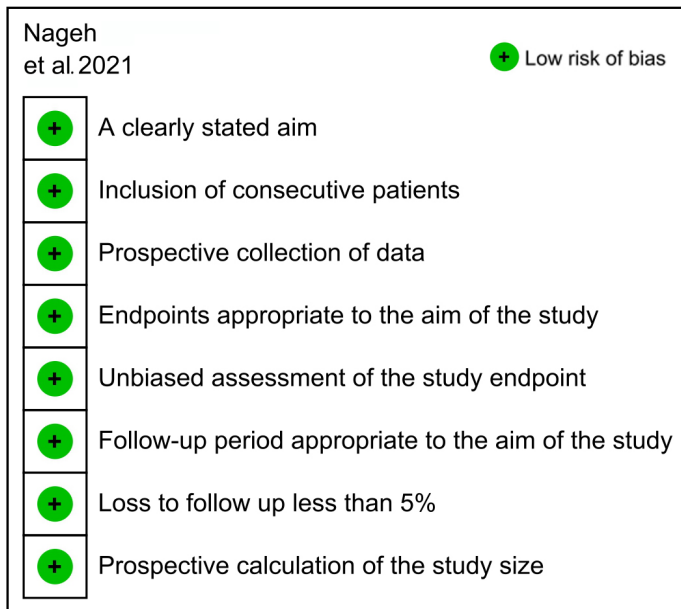 Nageh
et al. 2021
+ Low risk of bias
+ A clearly stated aim
+ Inclusion of consecutive patients
+ Prospective collection of data
+ Endpoints appropriate to the aim of the study
+ Unbiased assessment of the study endpoint
+ Follow-up period appropriate to the aim of the study
+ Loss to follow up less than 5%
+ Prospective calculation of the study size